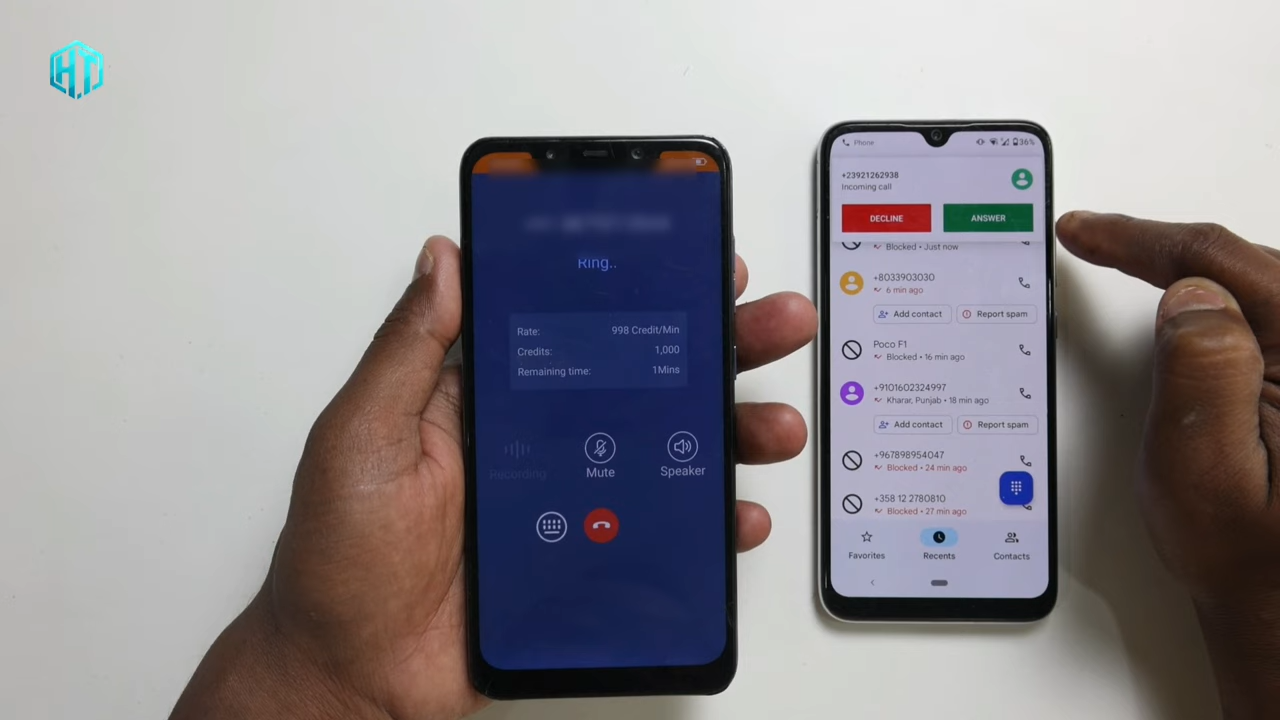 HT
Ring..
Rate: 998 Credit/Min
Credits: 1,000
Remaining time: 1Mins
Recording
Mute
Speaker
Phone
36%
+23921262938
Incoming call
DECLINE
ANSWER
Blocked • Just now
+8033903030
6 min ago
Add contact
Report spam
Poco F1
Blocked • 16 min ago
+9101602324997
Kharar, Punjab • 18 min ago
Add contact
Report spam
+967898954047
Blocked • 24 min ago
+358 12 2780810
Blocked • 27 min ago
Favorites
Recents
Contacts